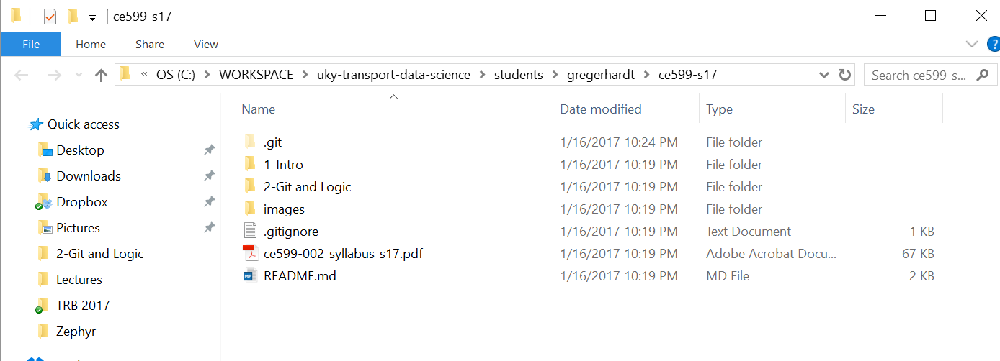 ce599-s17
File Home Share View ?
« OS (C:) > WORKSPACE > uky-transport-data-science > students > gregerhardt > ce599-s17
Search ce599-s...
Name Date modified Type Size
Quick access
Desktop
Downloads
Dropbox
Pictures
2-Git and Logic
Lectures
TRB 2017
Zephyr
.git 1/16/2017 10:24 PM File folder
1-Intro 1/16/2017 10:19 PM File folder
2-Git and Logic 1/16/2017 10:19 PM File folder
images 1/16/2017 10:19 PM File folder
.gitignore 1/16/2017 10:19 PM Text Document 1 KB
ce599-002_syllabus_s17.pdf 1/16/2017 10:19 PM Adobe Acrobat Docu... 67 KB
README.md 1/16/2017 10:19 PM MD File 2 KB